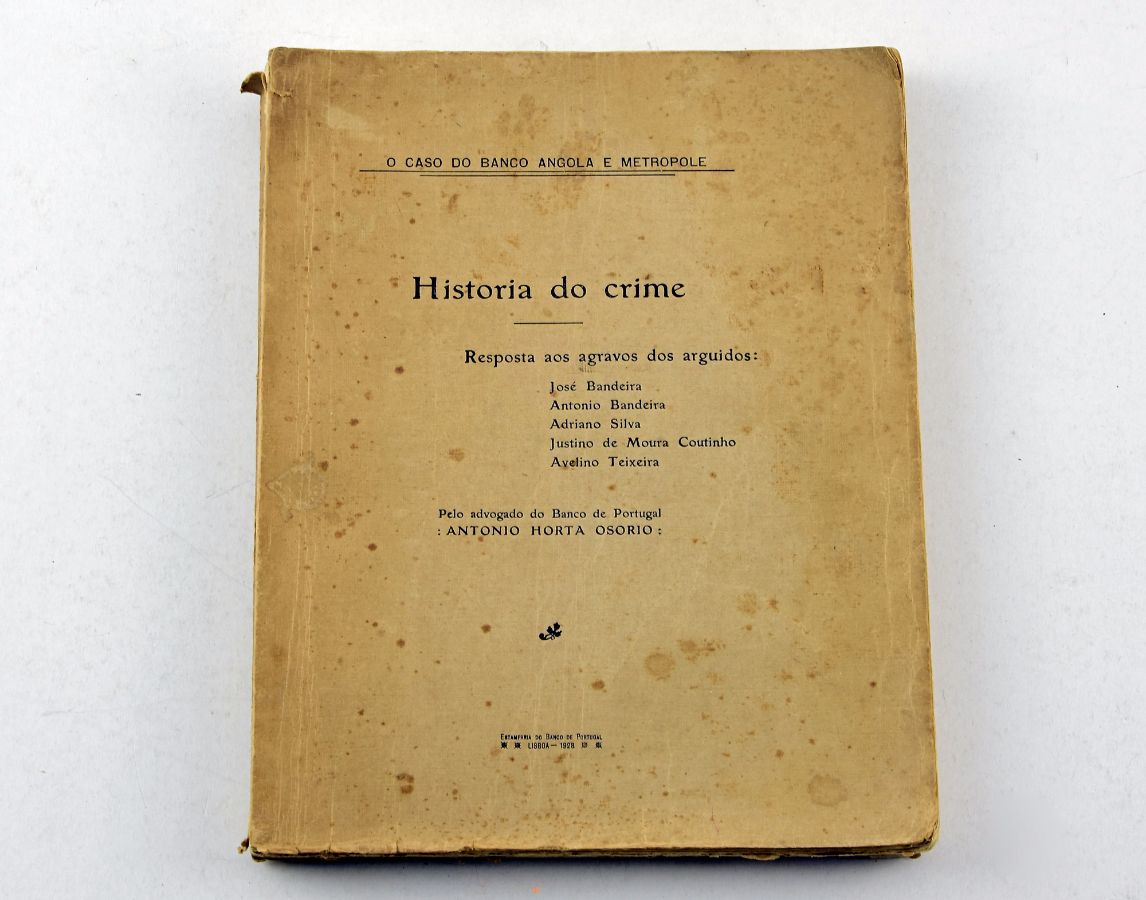 O CASO DO BANCO ANGOLA E METROPOLE
Historia do crime
Resposta aos agravos dos arguidos:
José Bandeira
Antonio Bandeira
Adriano Silva
Justino de Moura Coutinho
Avelino Teixeira
Pelo advogado do Banco de Portugal
: ANTONIO HORTA OSORIO :
ESTAMPARIA DO BANCO DE PORTUGAL
LISBOA — 1928